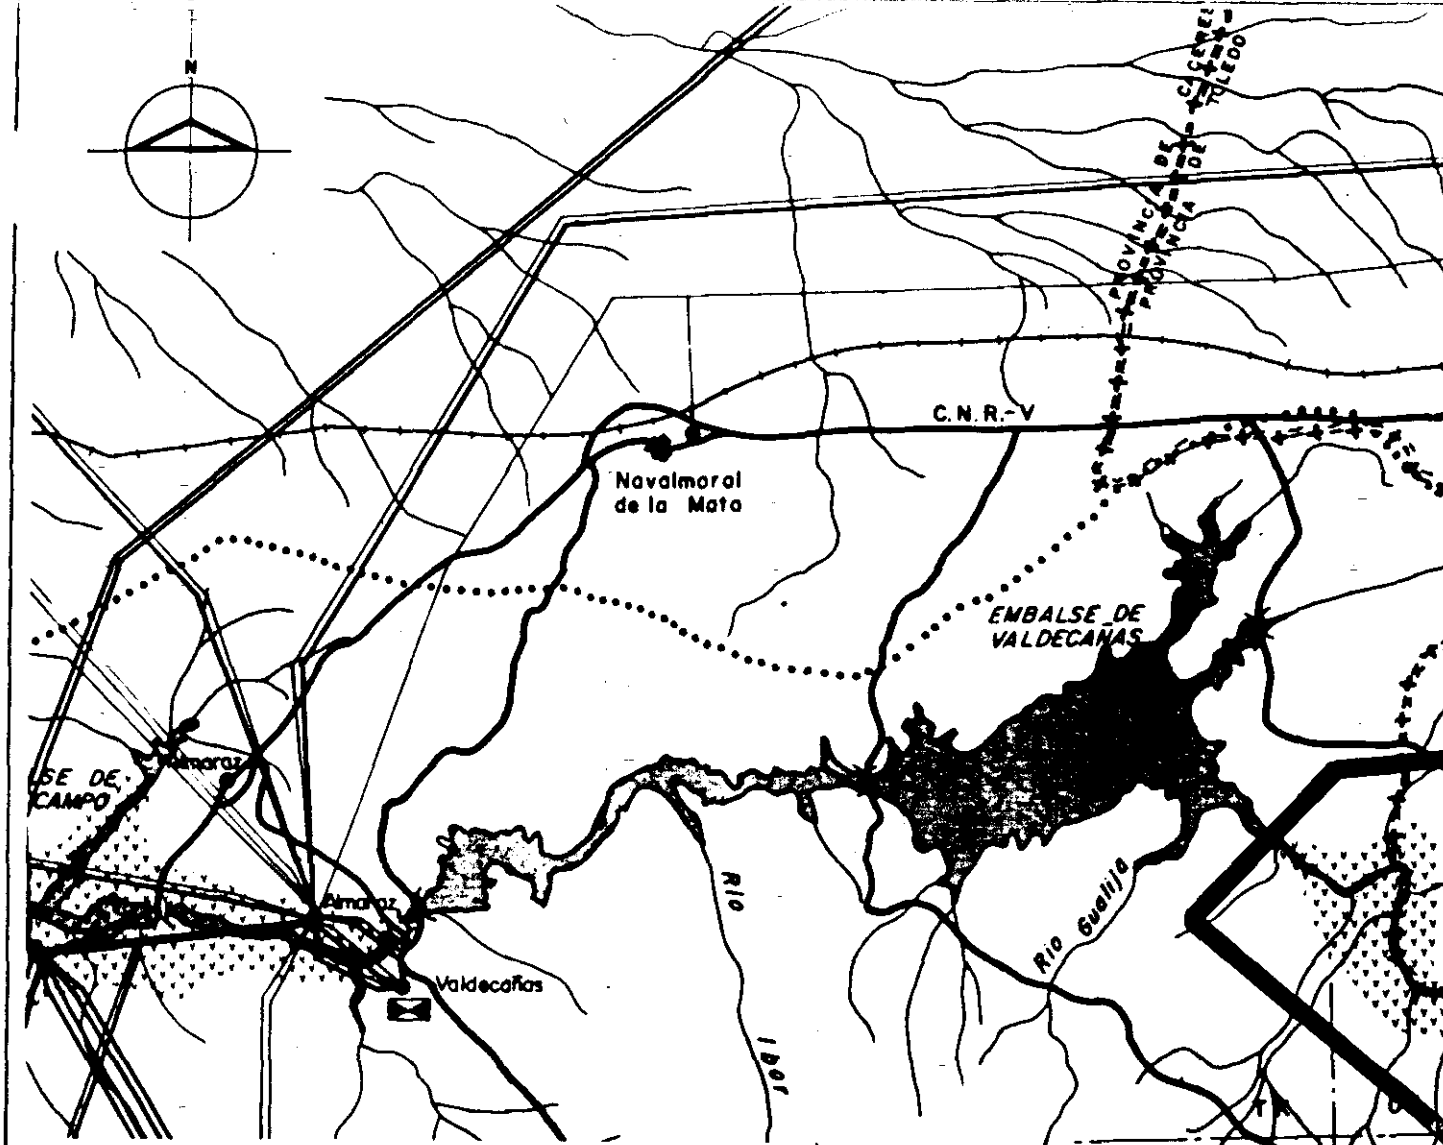 N
PROVINCIA DE CACERES
PROVINCIA DE TOLEDO
C.N.R.-V
Navalmoral
de la Mata
EMBALSE DE
VALDECAÑAS
Almaraz
SE DE
CAMPO
Almaraz
RIO
IBOR
Rio Gualija
Valdecañas